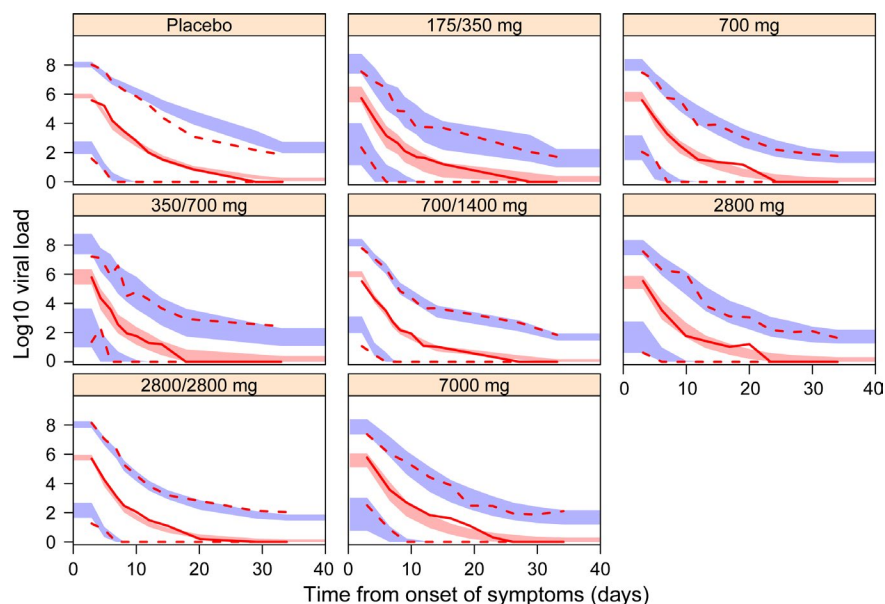 Placebo
175/350 mg
700 mg
8
6
4
2
0
350/700 mg
700/1400 mg
2800 mg
8
6
4
2
0
2800/2800 mg
7000 mg
0 10 20 30 40
8
6
4
2
0
0 10 20 30 40
0 10 20 30 40
Log10 viral load
Time from onset of symptoms (days)